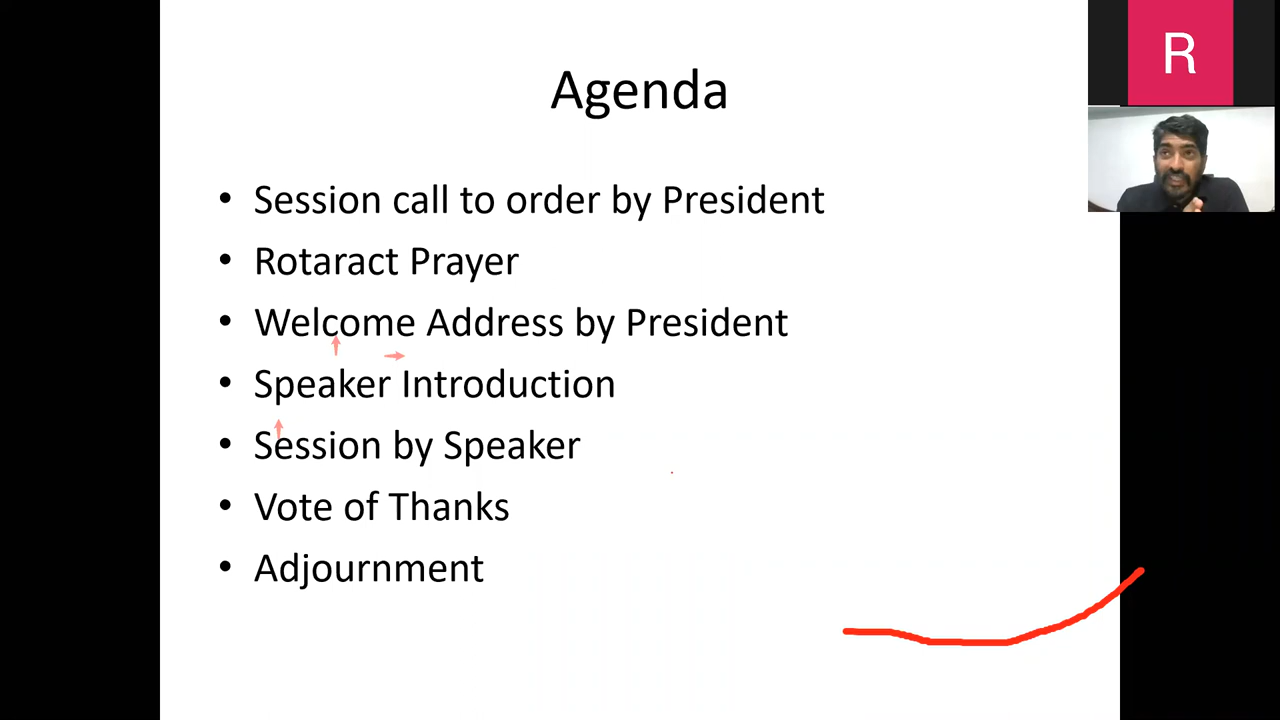 Agenda
R
• Session call to order by President
• Rotaract Prayer
• Welcome Address by President
• Speaker Introduction
• Session by Speaker
• Vote of Thanks
• Adjournment